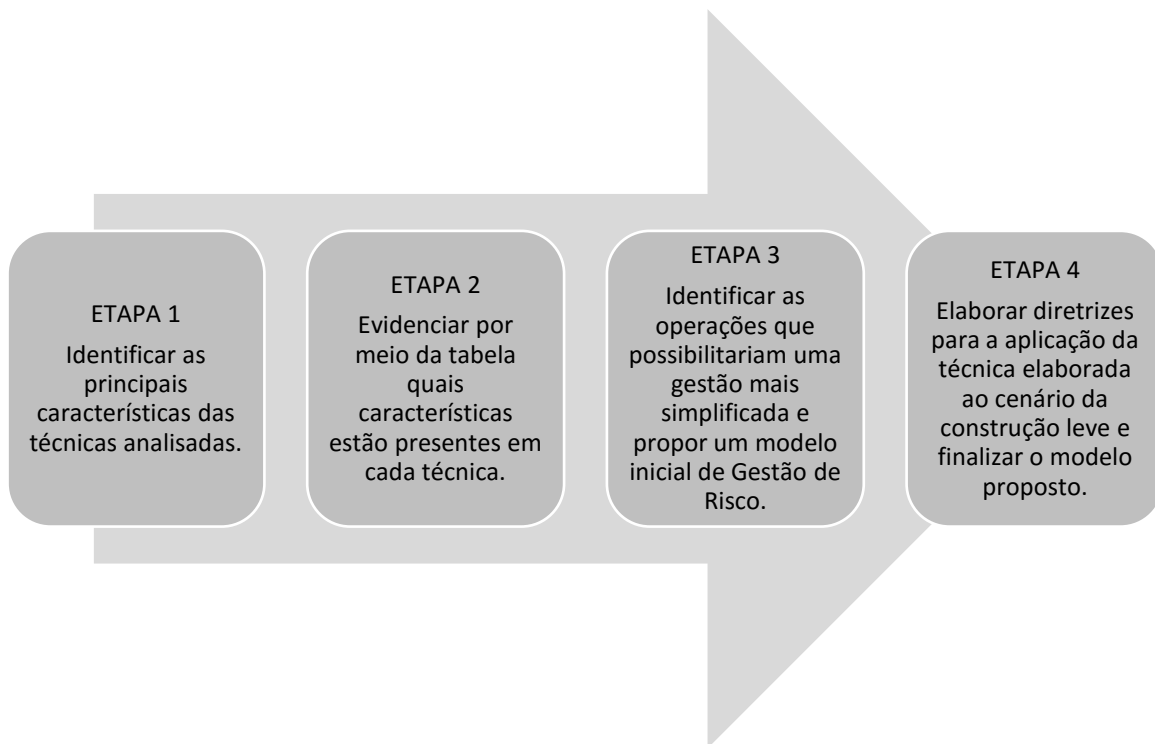 ETAPA 1
Identificar as
principais
características das
técnicas analisadas.
ETAPA 2
Evidenciar por
meio da tabela
quais
características
estão presentes em
cada técnica.
ETAPA 3
Identificar as
operações que
possibilitariam uma
gestão mais
simplificada e
propor um modelo
inicial de Gestão de
Risco.
ETAPA 4
Elaborar diretrizes
para a aplicação da
técnica elaborada
ao cenário da
construção leve e
finalizar o modelo
proposto.